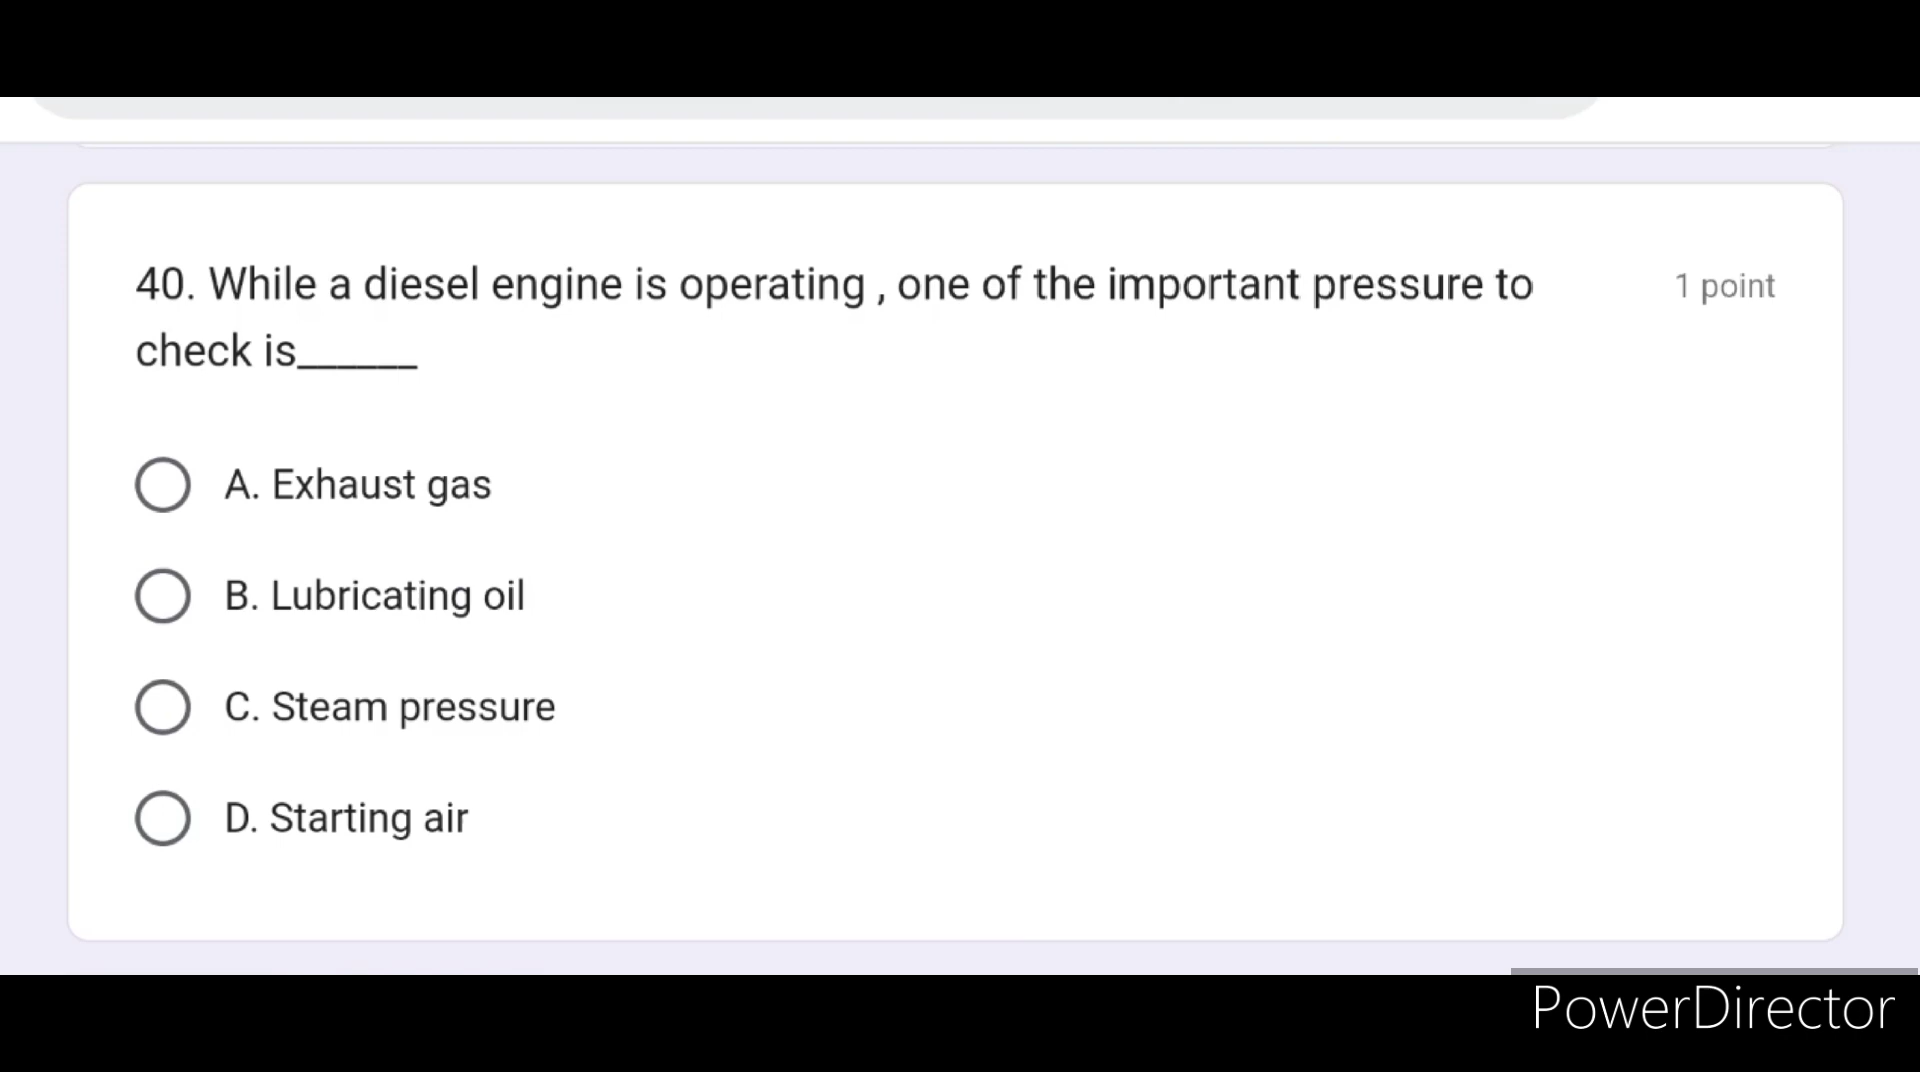 40. While a diesel engine is operating , one of the important pressure to
check is______
1 point
A. Exhaust gas
B. Lubricating oil
C. Steam pressure
D. Starting air
PowerDirector